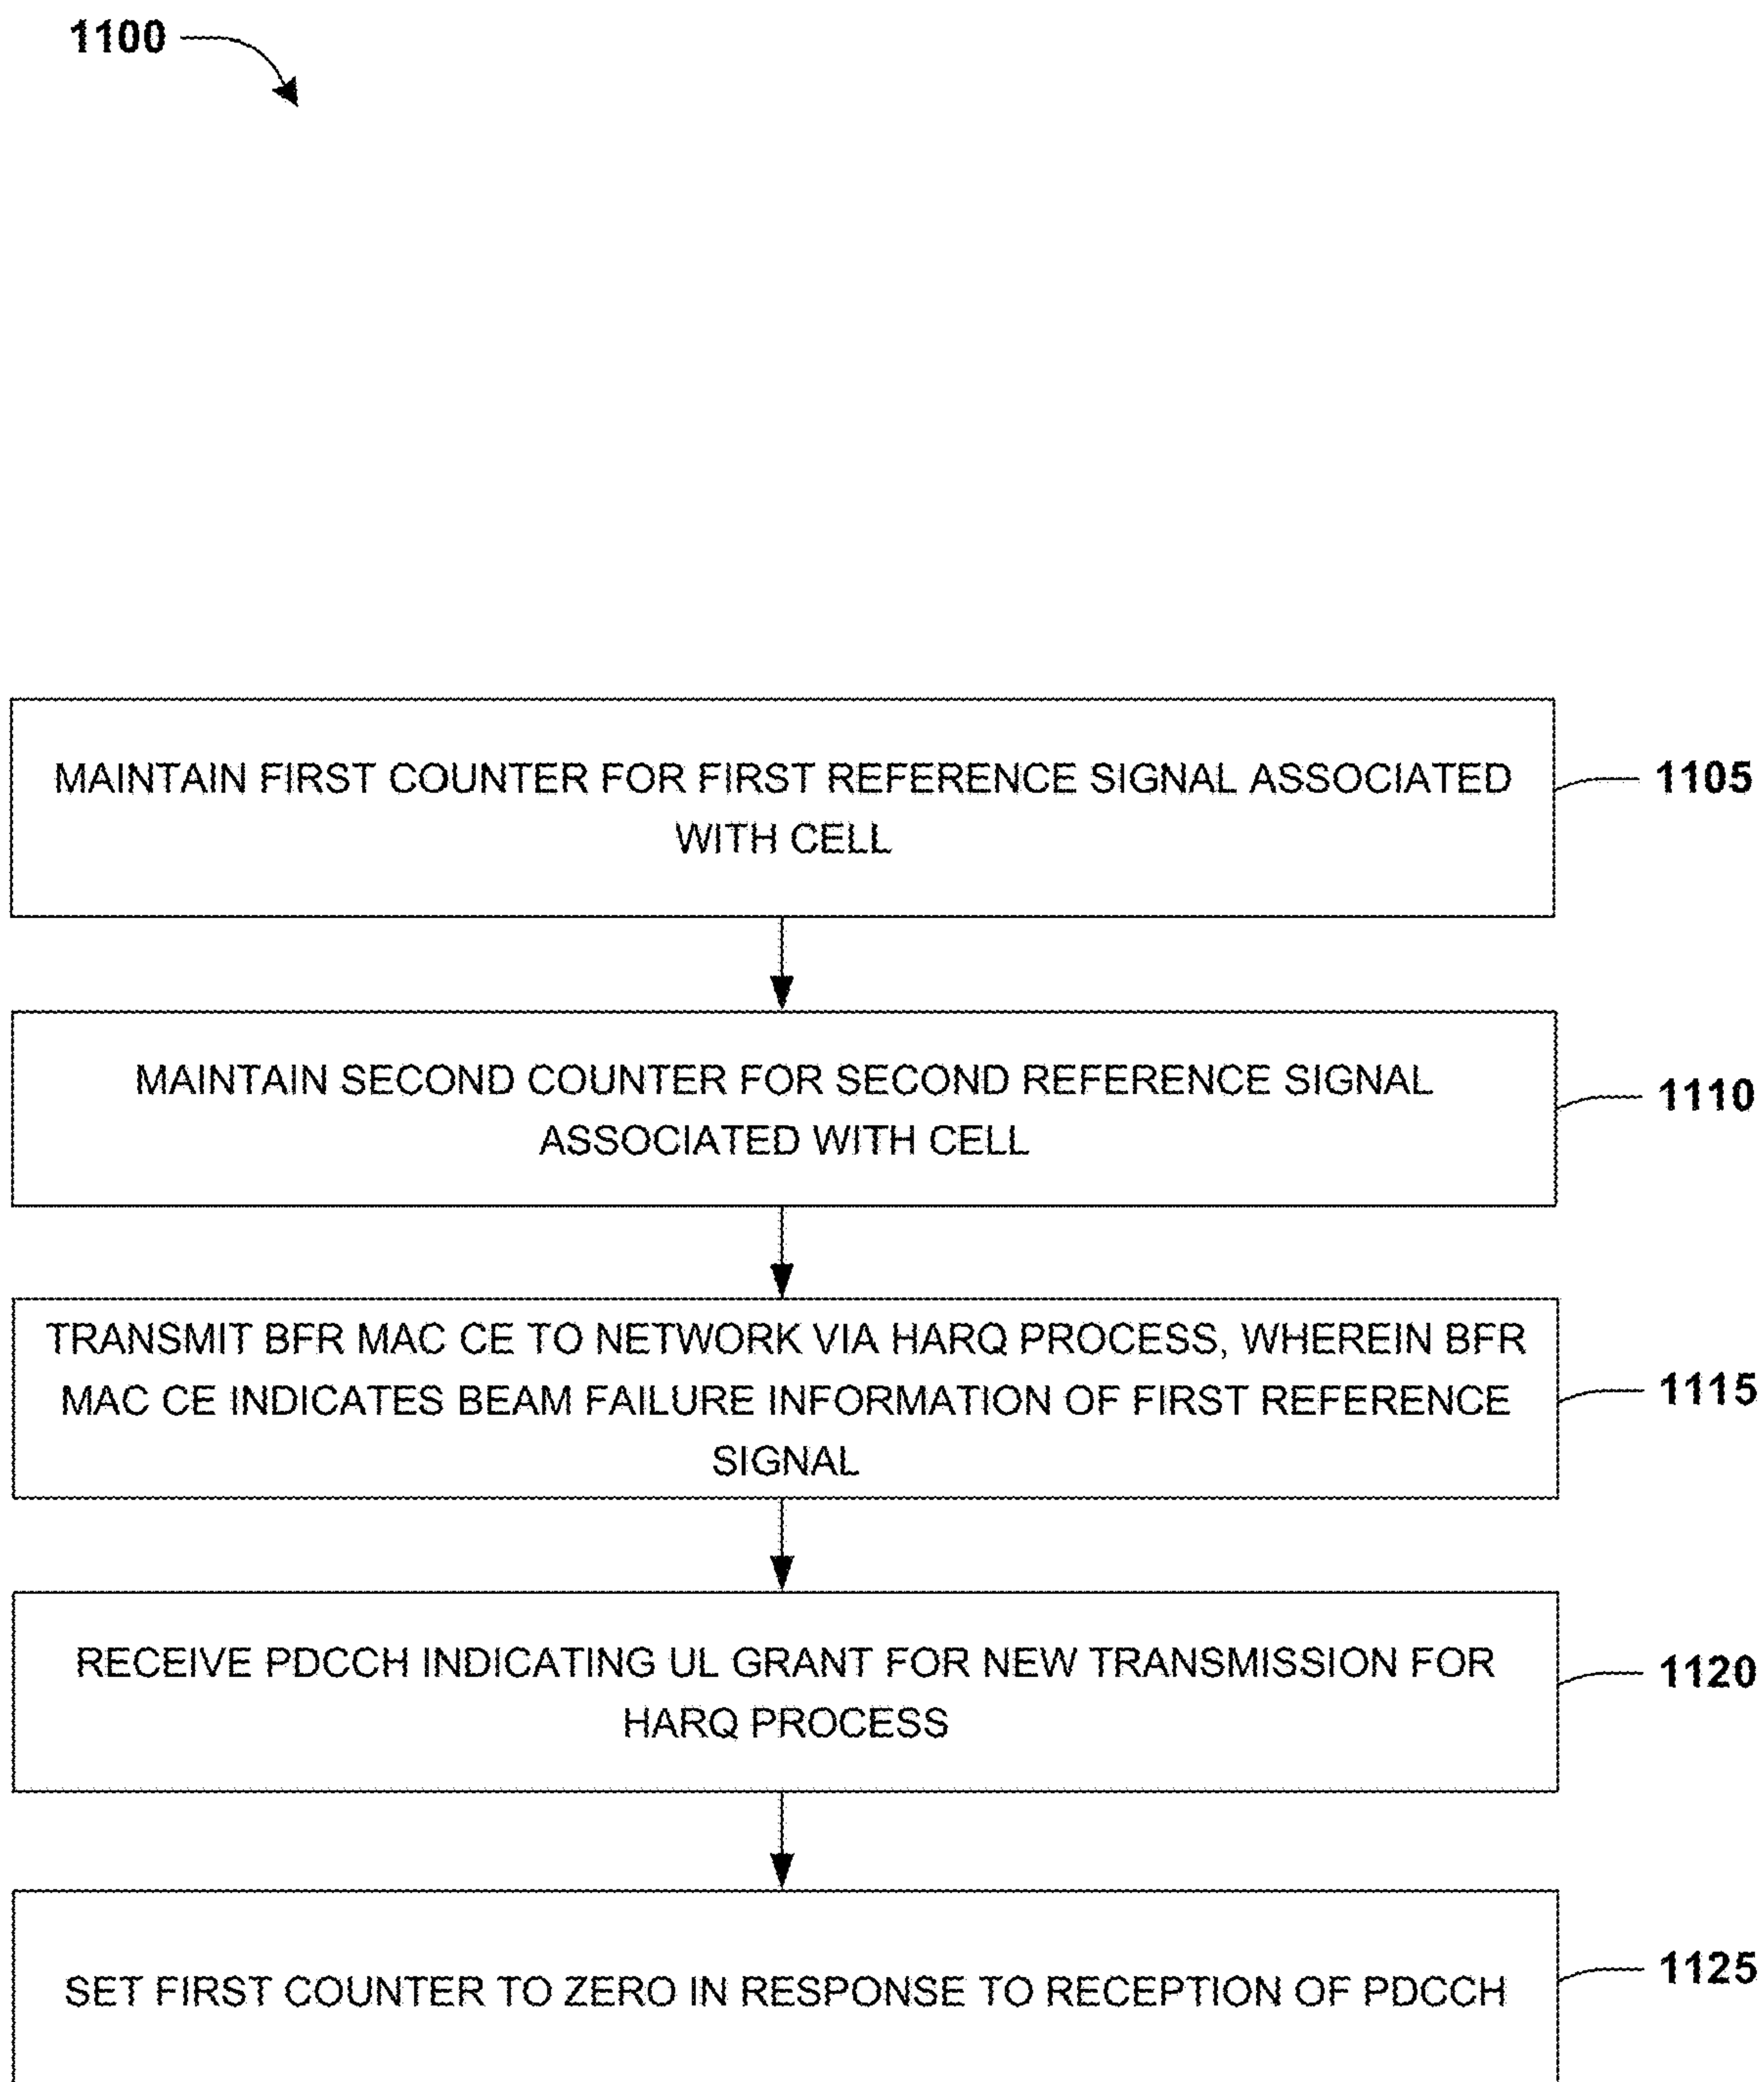 1100
MAINTAIN FIRST COUNTER FOR FIRST REFERENCE SIGNAL ASSOCIATED
WITH CELL
1105
MAINTAIN SECOND COUNTER FOR SECOND REFERENCE SIGNAL
ASSOCIATED WITH CELL
1110
TRANSMIT BFR MAC CE TO NETWORK VIA HARQ PROCESS, WHEREIN BFR
MAC CE INDICATES BEAM FAILURE INFORMATION OF FIRST REFERENCE
SIGNAL
1115
RECEIVE PDCCH INDICATING UL GRANT FOR NEW TRANSMISSION FOR
HARQ PROCESS
1120
SET FIRST COUNTER TO ZERO IN RESPONSE TO RECEPTION OF PDCCH
1125